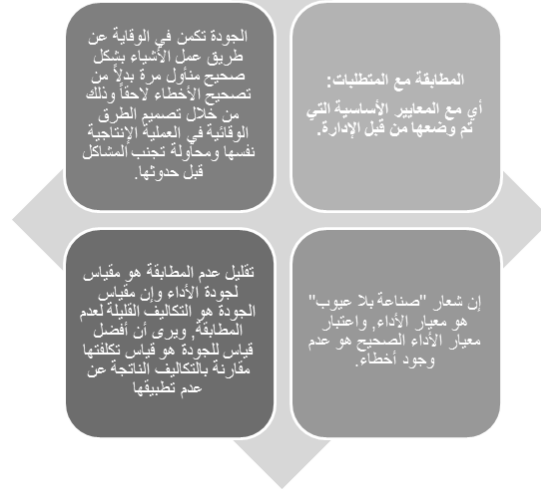 المطابقة مع المتطلبات:
أي مع المعايير الأساسية التي
تم وضعها من قبل الإدارة.
الجودة تكمن في الوقاية عن
طريق عمل الأشياء بشكل
صحيح منأول مرة بدلاً من
تصحيح الأخطاء لاحقاً وذلك
من خلال تصميم الطرق
الوقائية في العملية الإنتاجية
نفسها ومحاولة تجنب المشاكل
قبل حدوثها.
إن شعار "صناعة بلا عيوب"
هو معيار الأداء, واعتبار
معيار الأداء الصحيح هو عدم
وجود أخطاء.
تقليل عدم المطابقة هو مقياس
لجودة الأداء وإن مقياس
الجودة هو التكاليف القليلة لعدم
المطابقة, ويرى أن أفضل
قياس للجودة هو قياس تكلفتها
مقارنة بالتكاليف الناتجة عن
عدم تطبيقها